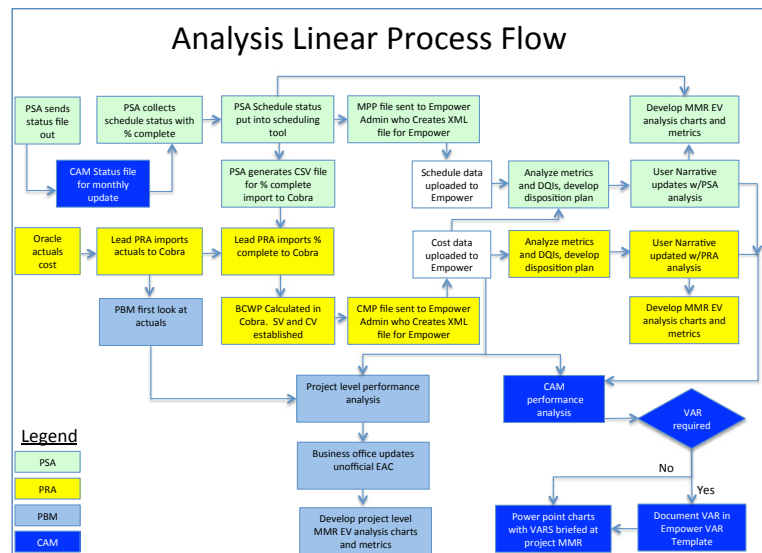 Analysis Linear Process Flow
PSA sends
status file
out
PSA collects
schedule status with
% complete
PSA Schedule status
put into scheduling
tool
MPP file sent to Empower
Admin who Creates XML
file for Empower
Develop MMR EV
analysis charts and
metrics
CAM Status file
for monthly
update
PSA generates CSV file
for % complete
import to Cobra
Schedule data
uploaded to
Empower
Analyze metrics
and DQIs, develop
disposition plan
User Narrative
updates w/PSA
analysis
Oracle
actuals
cost
Lead PRA imports
actuals to Cobra
Lead PRA imports %
complete to Cobra
Cost data
uploaded to
Empower
Analyze metrics
and DQIs, develop
disposition plan
User Narrative
updated w/PRA
analysis
PBM first look at
actuals
BCWP Calculated in
Cobra. SV and CV
established
CMP file sent to Empower
Admin who Creates XML
file for Empower
Develop MMR EV
analysis charts and
metrics
Project level performance
analysis
CAM
performance
analysis
VAR
required
Legend
PSA
PRA
PBM
CAM
Business office updates
unofficial EAC
No
Yes
Develop project level
MMR EV analysis charts
and metrics
Power point charts
with VARS briefed at
project MMR
Document VAR in
Empower VAR
Template